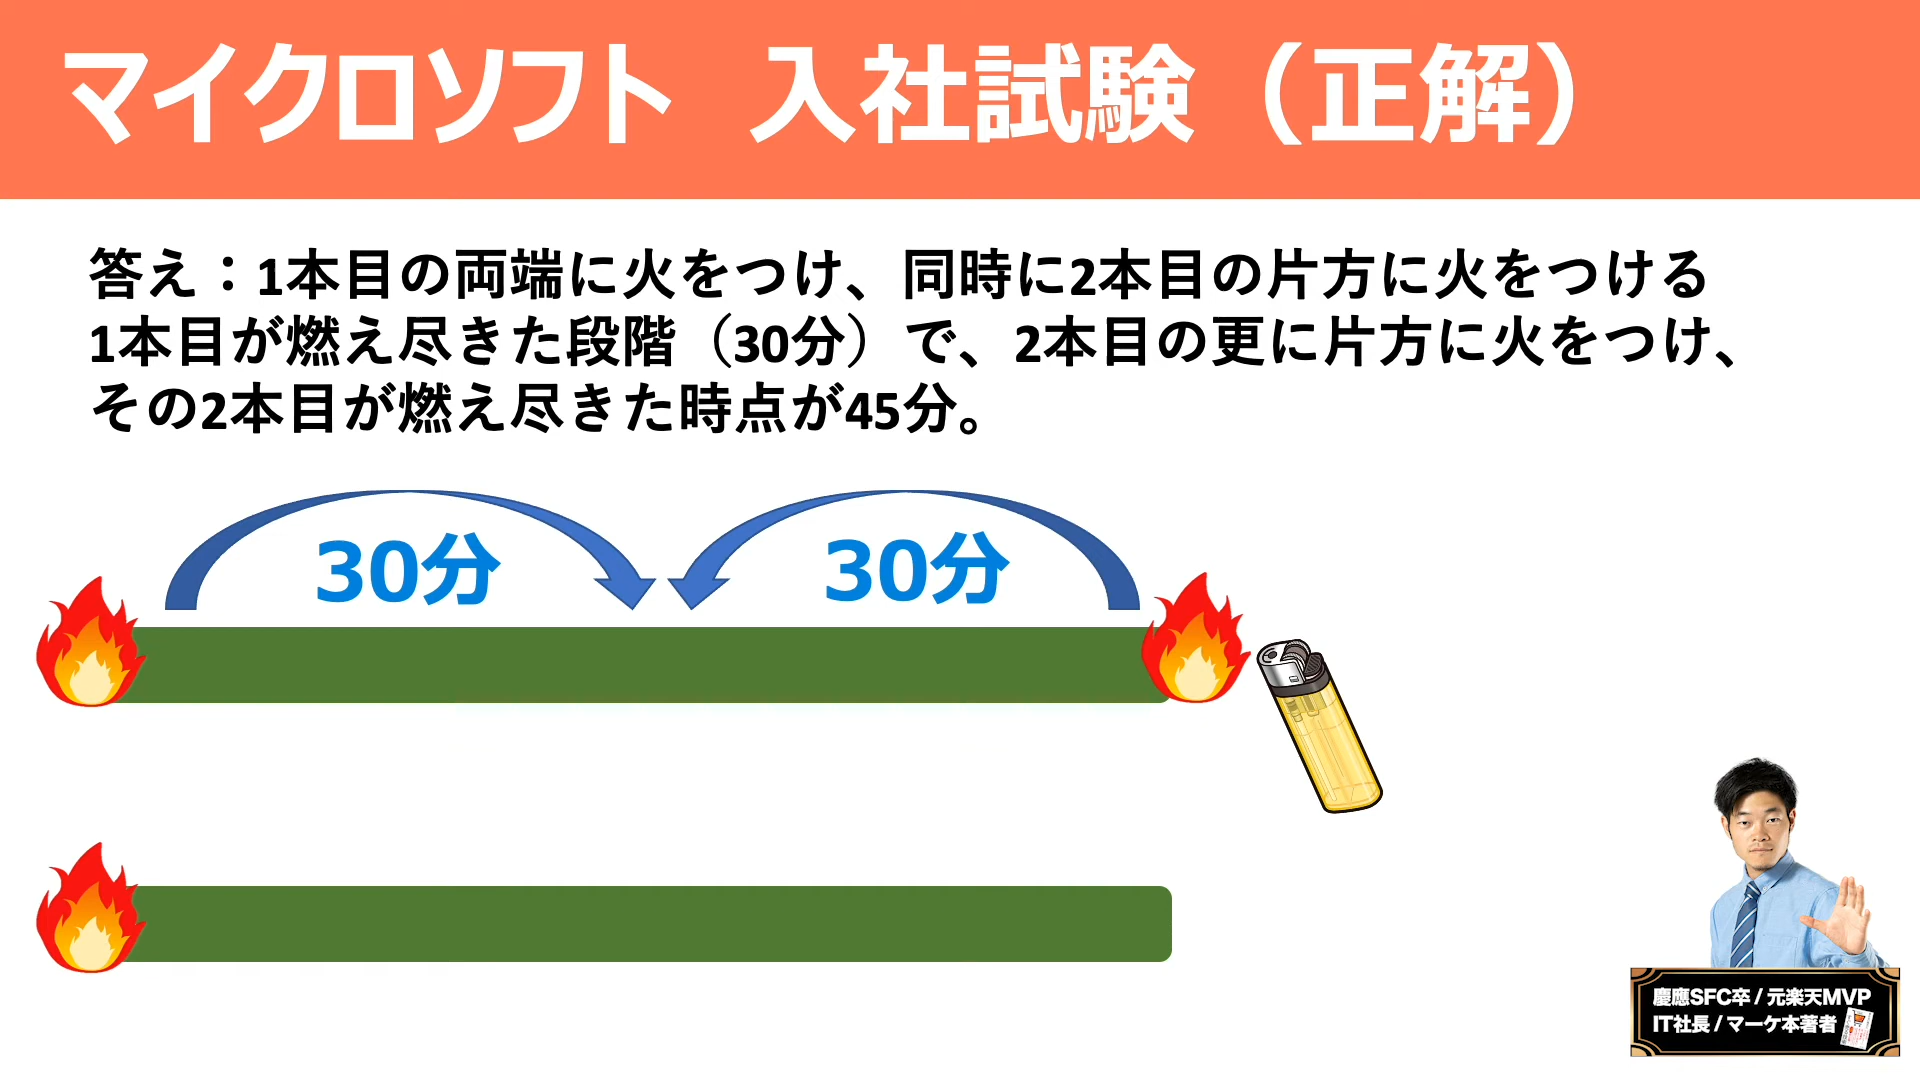 マイクロソフト 入社試験（正解）
答え：1本目の両端に火をつけ、同時に2本目の片方に火をつける
1本目が燃え尽きた段階（30分）で、2本目の更に片方に火をつけ、
その2本目が燃え尽きた時点が45分。
30分 30分
慶應SFC卒 / 元楽天MVP
IT社長 / マーケ本著者